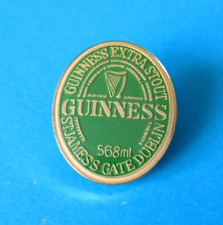 GUINNESS EXTRA STOUT
GUINNESS
568ml
ST. JAMES'S GATE DUBLIN